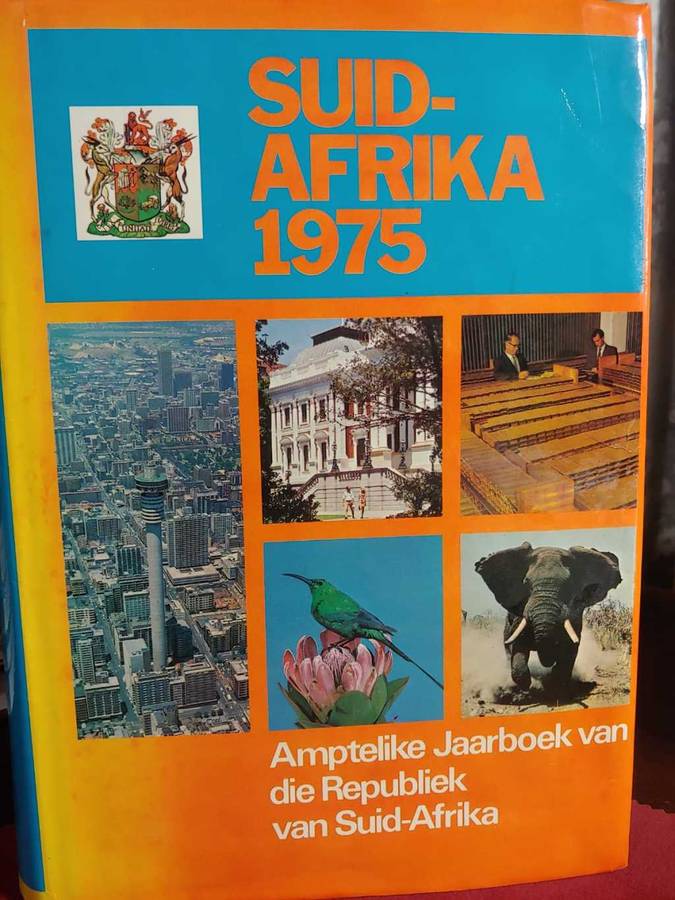 SUID-
AFRIKA
1975
Amptelike Jaarboek van
die Republiek
van Suid-Afrika